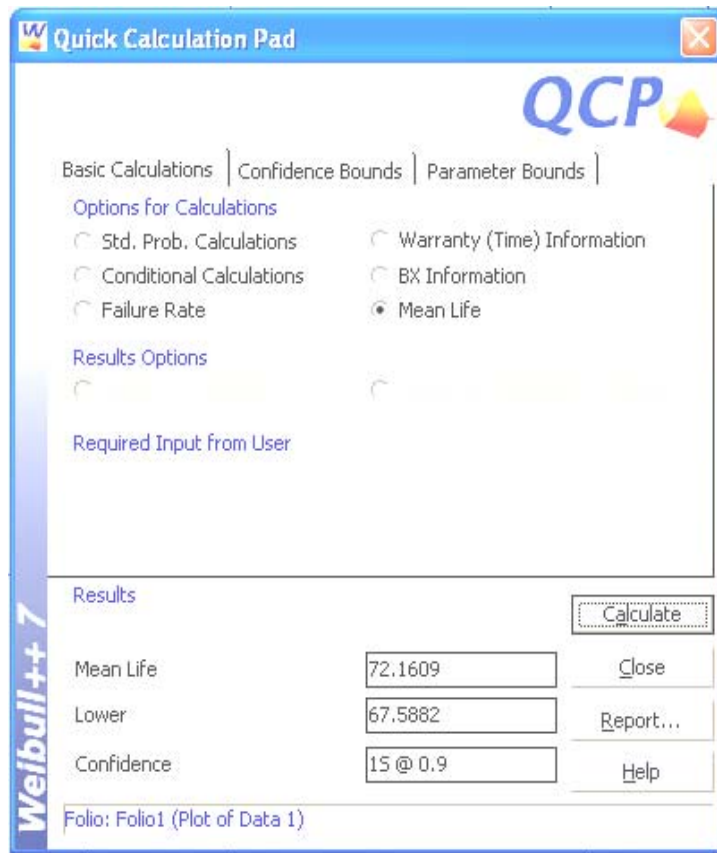 W Quick Calculation Pad
QCP
Basic Calculations Confidence Bounds Parameter Bounds
Options for Calculations
Std. Prob. Calculations Warranty (Time) Information
Conditional Calculations BX Information
Failure Rate Mean Life
Results Options
Required Input from User
Results
Calculate
Mean Life 72.1609 Close
Lower 67.5882 Report...
Confidence 1S @ 0.9 Help
Folio: Folio1 (Plot of Data 1)
Weibull++ 7